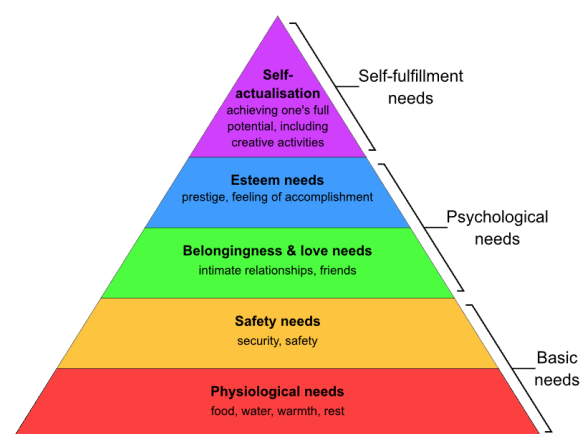 Self-
actualisation
achieving one's full
potential, including
creative activities
Self-fulfillment
needs
Esteem needs
prestige, feeling of accomplishment
Belongingness & love needs
intimate relationships, friends
Psychological
needs
Safety needs
security, safety
Physiological needs
food, water, warmth, rest
Basic
needs